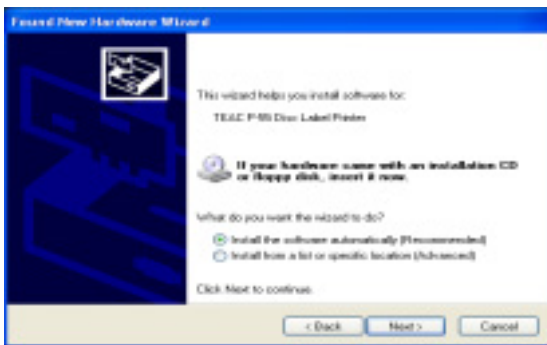 Found New Hardware Wizard
This wizard helps you install software for:
TEAC P-55 Disc Label Printer
If your hardware came with an installation CD
or floppy disk, insert it now.
What do you want the wizard to do?
Install the software automatically (Recommended)
Install from a list or specific location (Advanced)
Click Next to continue.
< Back
Next >
Cancel